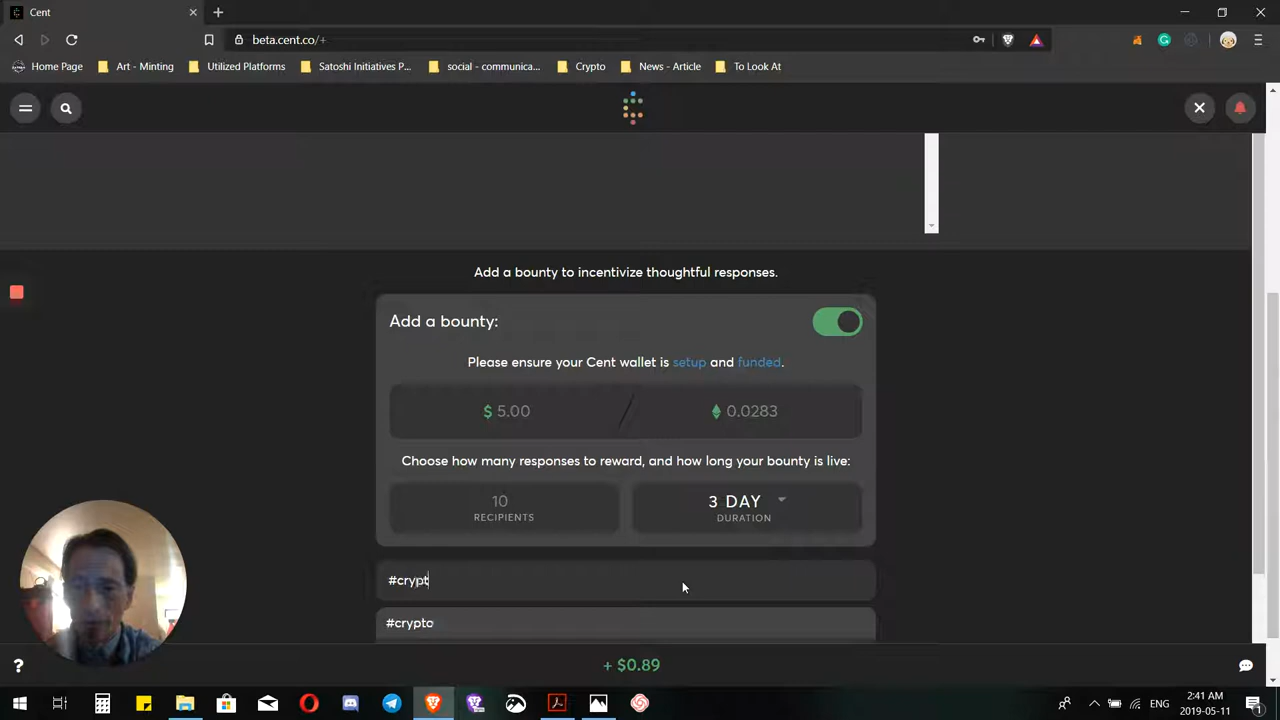 Cent
beta.cent.co/+
Home Page
Art - Minting
Utilized Platforms
Satoshi Initiatives P...
social - communica...
Crypto
News - Article
To Look At
Add a bounty to incentivize thoughtful responses.
Add a bounty:
Please ensure your Cent wallet is setup and funded.
$ 5.00
0.0283
Choose how many responses to reward, and how long your bounty is live:
10
RECIPIENTS
3 DAY
DURATION
#crypt
#crypto
?
+ $0.89
ENG
2:41 AM
2019-05-11
1